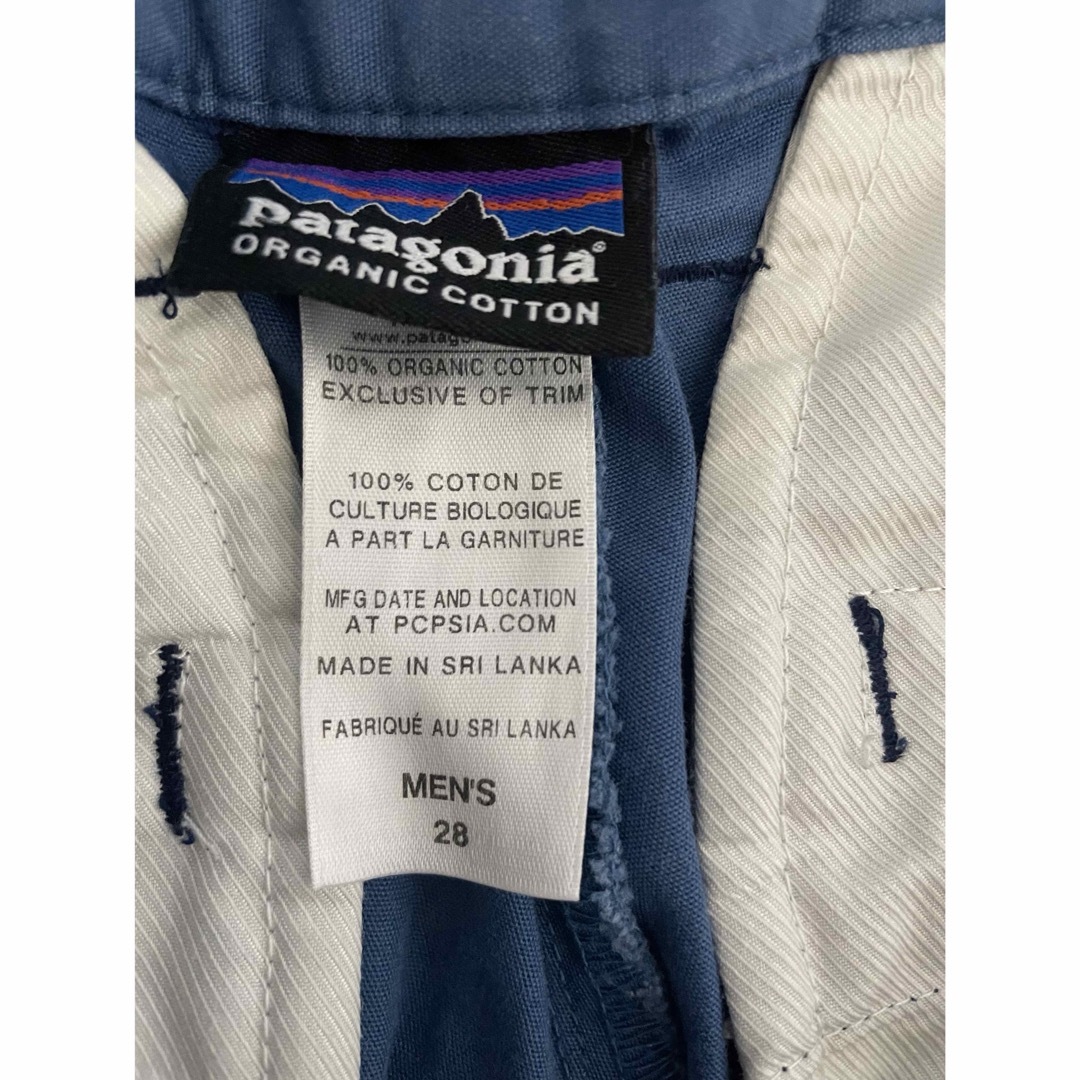 patagonia®
ORGANIC COTTON
100% ORGANIC COTTON
EXCLUSIVE OF TRIM
100% COTON DE
CULTURE BIOLOGIQUE
A PART LA GARNITURE
MFG DATE AND LOCATION
AT PCPSIA.COM
MADE IN SRI LANKA
FABRIQUÉ AU SRI LANKA
MEN'S
28